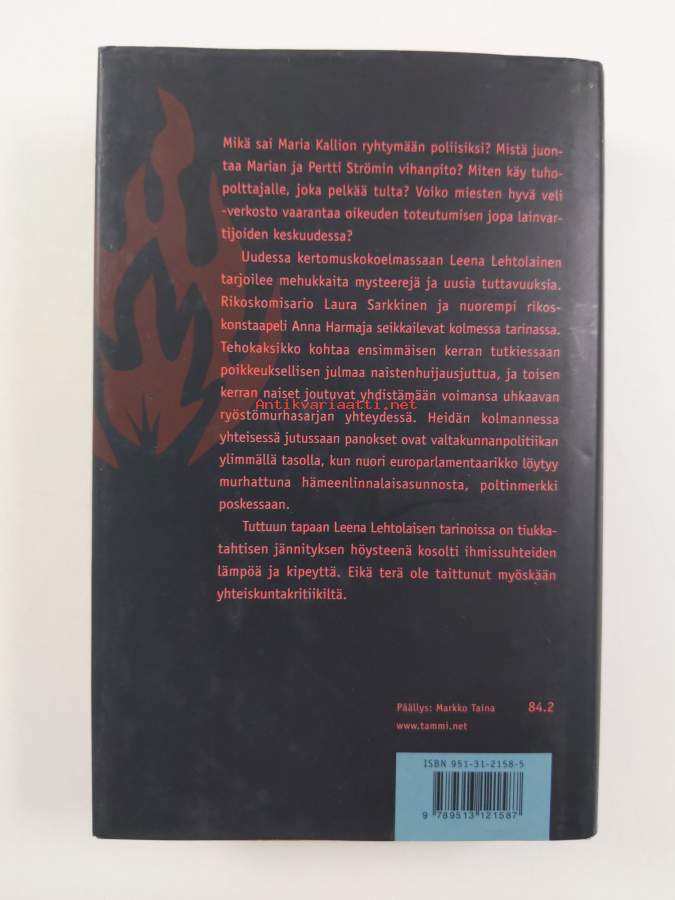 Mikä sai Maria Kallion ryhtymään poliisiksi? Mistä juon-
taa Marian ja Pertti Strömin vihanpito? Miten käy tuho-
polttajalle, joka pelkää tulta? Voiko miesten hyvä veli
-verkosto vaarantaa oikeuden toteutumisen jopa lainvar-
tijoiden keskuudessa?
Uudessa kertomuskokoelmassaan Leena Lehtolainen
tarjoilee mehukkaita mysteerejä ja uusia tuttavuuksia.
Rikoskomisario Laura Sarkkinen ja nuorempi rikos-
konstaapeli Anna Harmaja seikkailevat kolmessa tarinassa.
Tehokaksikko kohtaa ensimmäisen kerran tutkiessaan
poikkeuksellisen julmaa naistenhuijausjuttua, ja toisen
kerran naiset joutuvat yhdistämään voimansa uhkaavan
Antikvariaatti.net
ryöstömurhasarjan yhteydessä. Heidän kolmannessa
yhteisessä jutussaan panokset ovat valtakunnanpolitiikan
ylimmällä tasolla, kun nuori europarlamentaarikko löytyy
murhattuna hämeenlinnalaisasunnosta, poltinmerkki
poskessaan.
Tuttuun tapaan Leena Lehtolaisen tarinoissa on tiukka-
tahtisen jännityksen höysteenä kosolti ihmissuhteiden
lämpöä ja kipeyttä. Eikä terä ole taittunut myöskään
yhteiskuntakritiikiltä.
Päällys: Markko Taina 84.2
www.tammi.net
ISBN 951-31-2158-5
9 789513 121587